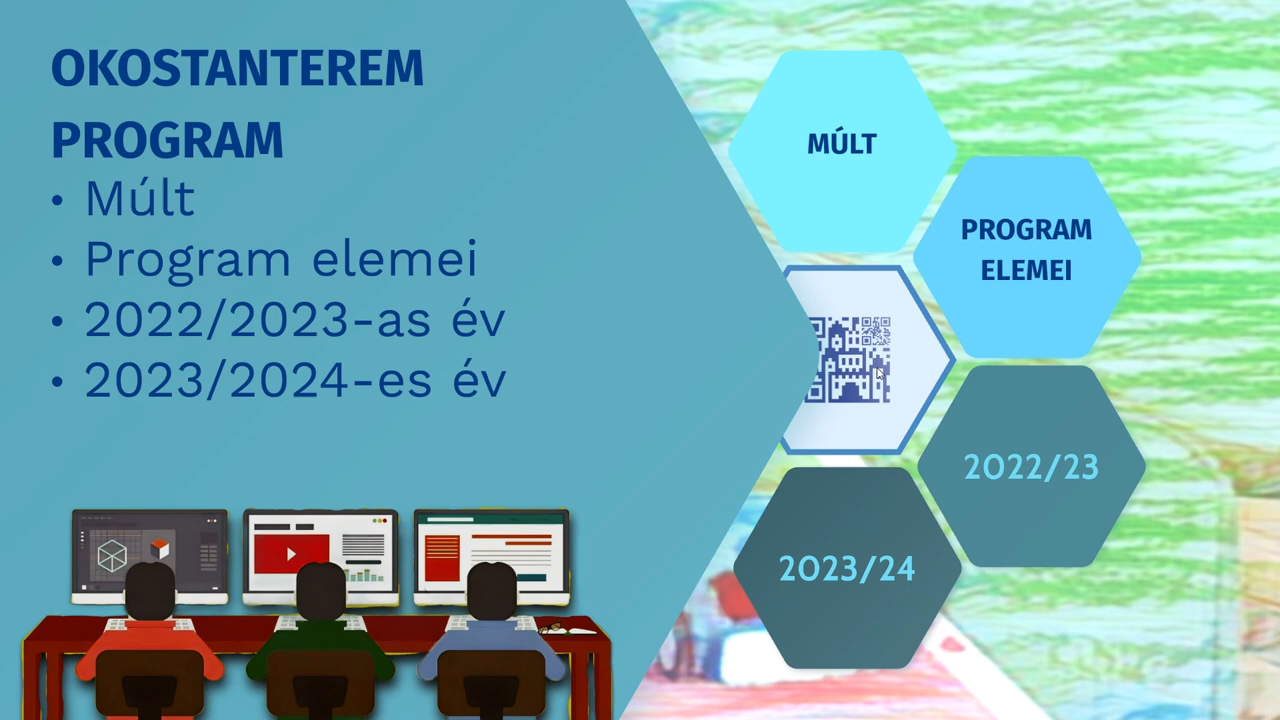 OKOSTANTEREM
PROGRAM
• Múlt
• Program elemei
• 2022/2023-as év
• 2023/2024-es év
MÚLT
PROGRAM
ELEMEI
2022/23
2023/24